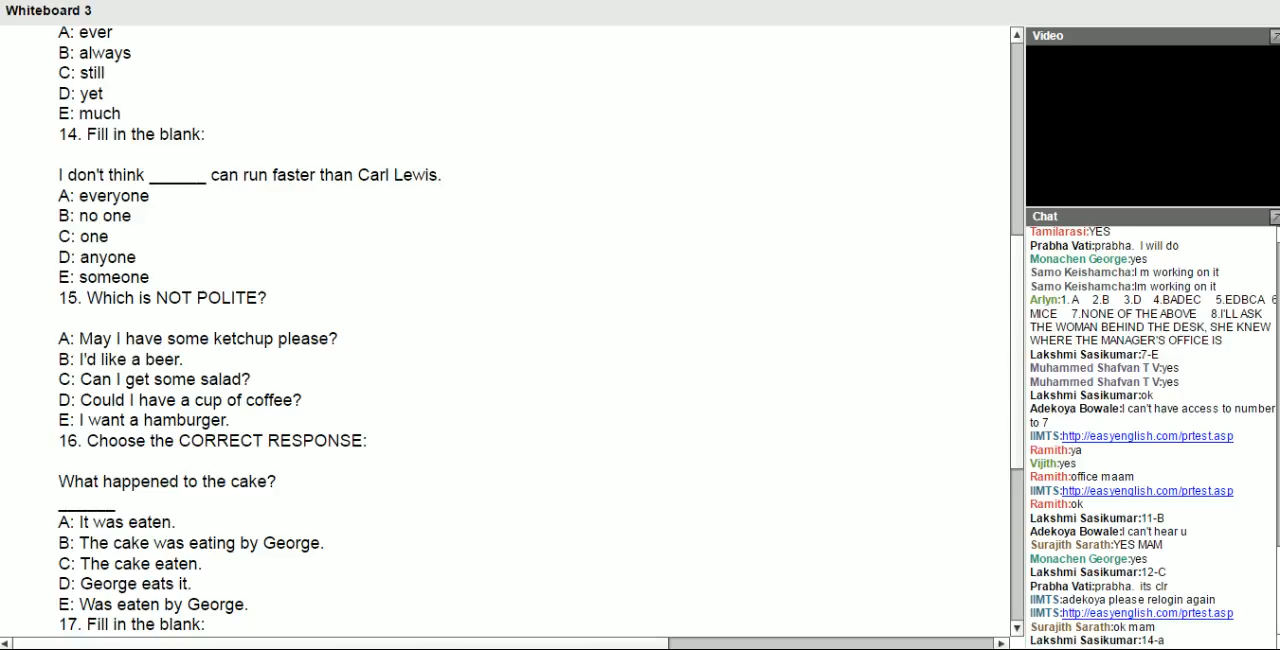 Whiteboard 3
A: ever
B: always
C: still
D: yet
E: much
14. Fill in the blank:
I don't think ______ can run faster than Carl Lewis.
A: everyone
B: no one
C: one
D: anyone
E: someone
15. Which is NOT POLITE?
A: May I have some ketchup please?
B: I'd like a beer.
C: Can I get some salad?
D: Could I have a cup of coffee?
E: I want a hamburger.
16. Choose the CORRECT RESPONSE:
What happened to the cake?
______
A: It was eaten.
B: The cake was eating by George.
C: The cake eaten.
D: George eats it.
E: Was eaten by George.
17. Fill in the blank:
Video
Chat
Tamilarasi:YES
Prabha Vati:prabha. I will do
Monachen George:yes
Samo Keishamcha:I m working on it
Samo Keishamcha:Im working on it
Arlyn:1. A 2.B 3.D 4.BADEC 5.EDBCA 6
MICE 7.NONE OF THE ABOVE 8.I'LL ASK
THE WOMAN BEHIND THE DESK, SHE KNEW
WHERE THE MANAGER'S OFFICE IS
Lakshmi Sasikumar:7-E
Muhammed Shafvan T V:yes
Muhammed Shafvan T V:yes
Lakshmi Sasikumar:ok
Adekoya Bowale:I can't have access to number
to 7
IIMTS:http://easyenglish.com/prtest.asp
Ramith:ya
Vijith:yes
Ramith:office maam
IIMTS:http://easyenglish.com/prtest.asp
Ramith:ok
Lakshmi Sasikumar:11-B
Adekoya Bowale:I can't hear u
Surajith Sarath:YES MAM
Monachen George:yes
Lakshmi Sasikumar:12-C
Prabha Vati:prabha. its clr
IIMTS:adekoya please relogin again
IIMTS:http://easyenglish.com/prtest.asp
Surajith Sarath:ok mam
Lakshmi Sasikumar:14-a